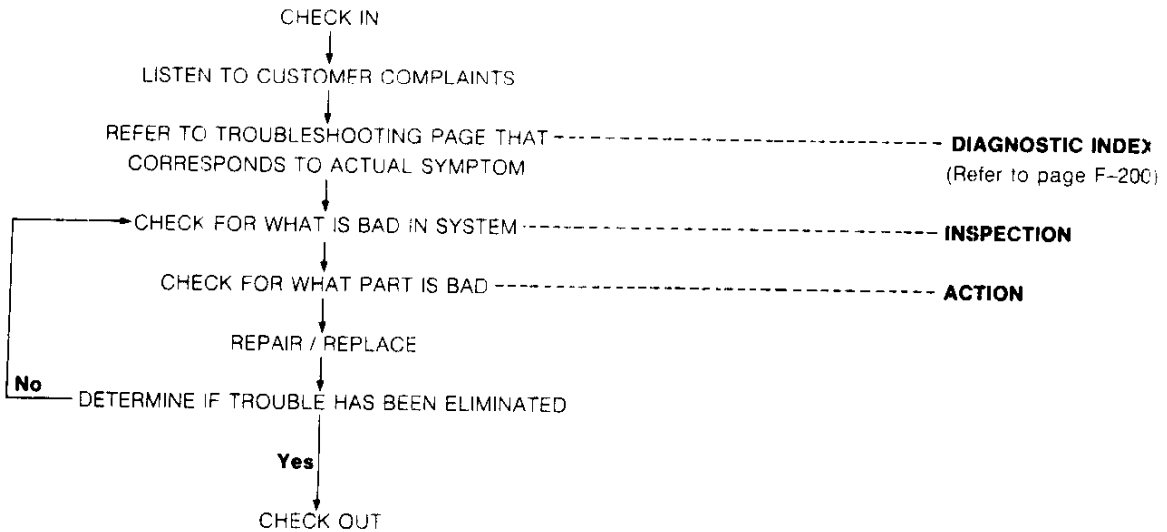 CHECK IN
LISTEN TO CUSTOMER COMPLAINTS
REFER TO TROUBLESHOOTING PAGE THAT
CORRESPONDS TO ACTUAL SYMPTOM
DIAGNOSTIC INDEX
(Refer to page F-200)
CHECK FOR WHAT IS BAD IN SYSTEM
INSPECTION
CHECK FOR WHAT PART IS BAD
ACTION
REPAIR / REPLACE
No
DETERMINE IF TROUBLE HAS BEEN ELIMINATED
Yes
CHECK OUT